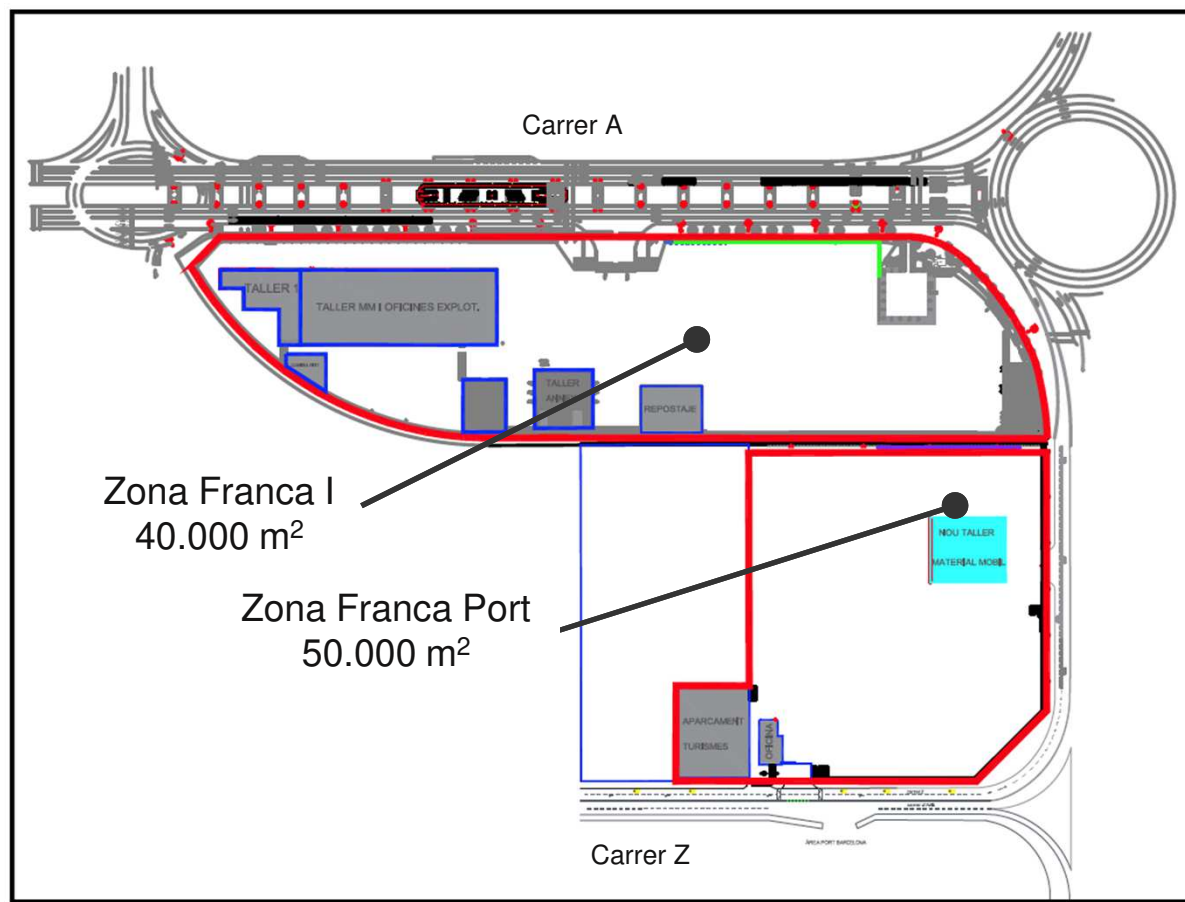 Carrer A
TALLER 1
TALLER MM I OFICINES EXPLOT.
TALLER
ANNEX
REPOSTAJE
Zona Franca I
40.000 m²
NOU TALLER
MATERIAL MOBIL
Zona Franca Port
50.000 m²
APARCAMENT
TURISMES
OFICINA
ÀREA PORT BARCELONA
Carrer Z